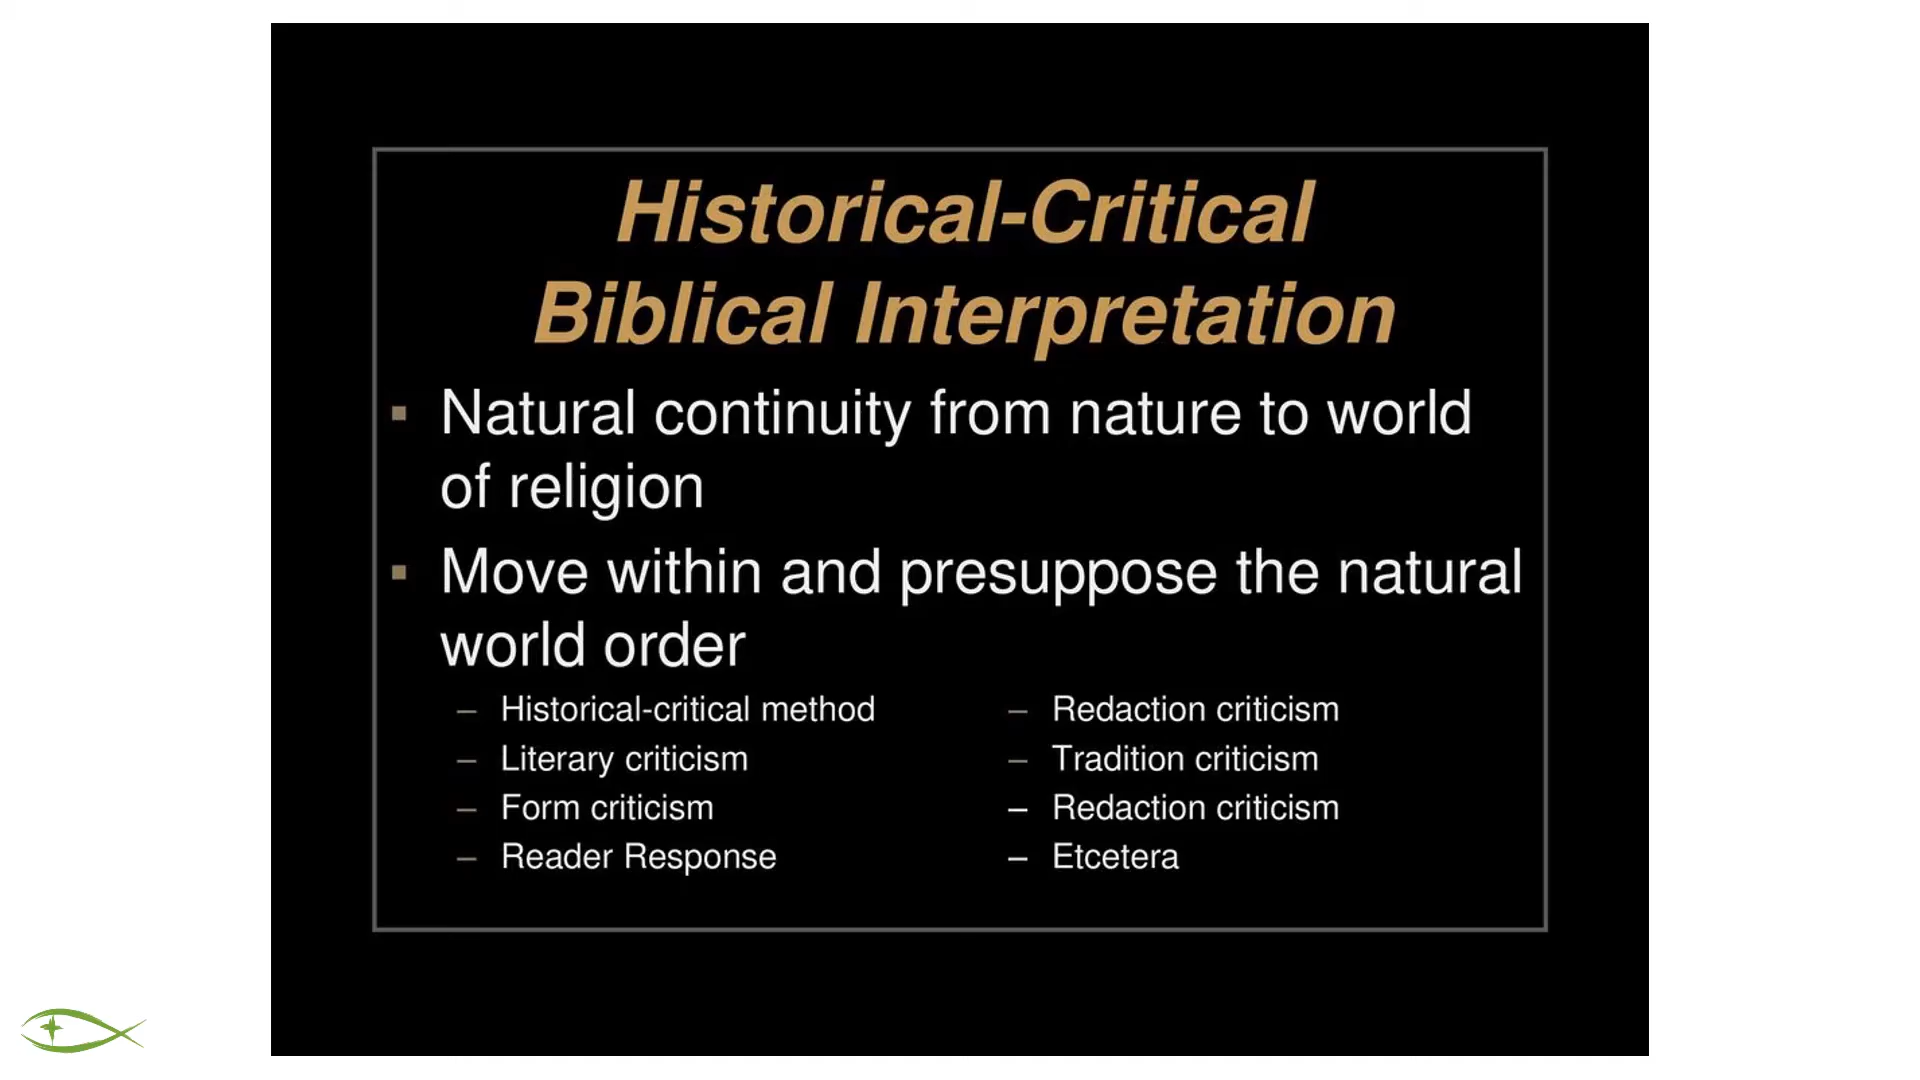 Historical-Critical
Biblical Interpretation
▪ Natural continuity from nature to world
of religion
▪ Move within and presuppose the natural
world order
– Historical-critical method
– Literary criticism
– Form criticism
– Reader Response
– Redaction criticism
– Tradition criticism
– Redaction criticism
– Etcetera